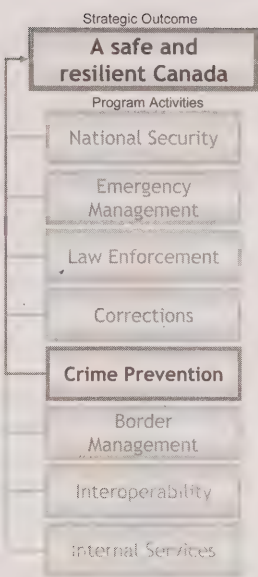 Strategic Outcome
A safe and
resilient Canada
Program Activities
National Security
Emergency
Management
Law Enforcement
Corrections
Crime Prevention
Border
Management
Interoperability
Internal Services